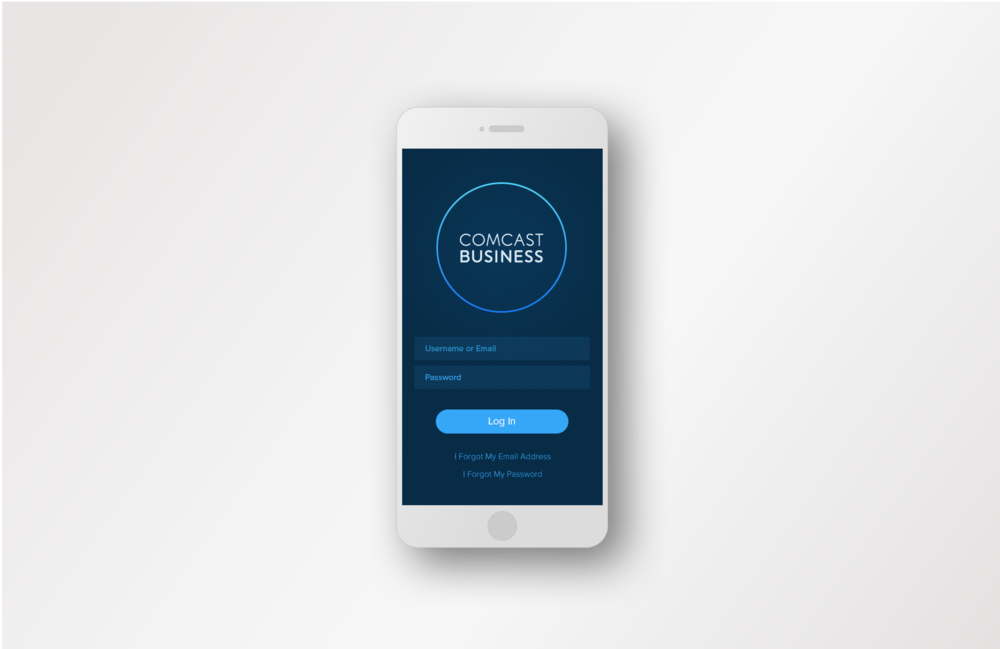 COMCAST
BUSINESS
Username or Email
Password
Log In
I Forgot My Email Address
I Forgot My Password